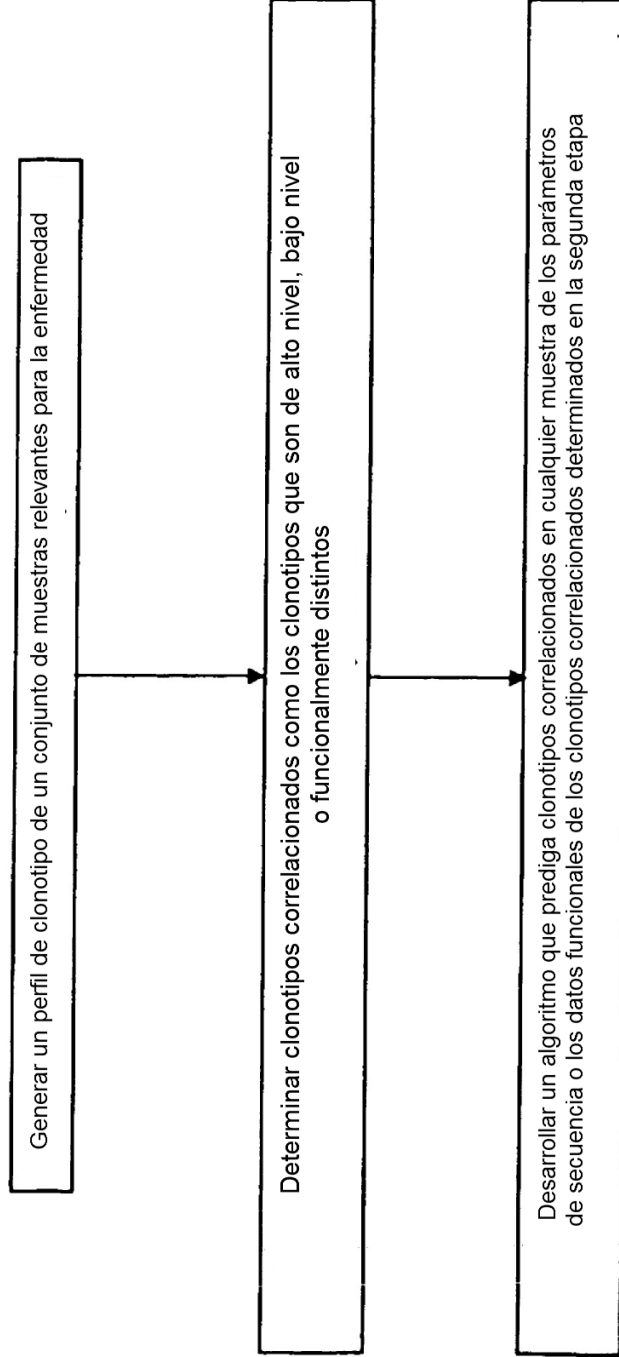 Generar un perfil de clonotipo de un conjunto de muestras relevantes para la enfermedad
Determinar clonotipos correlacionados como los clonotipos que son de alto nivel, bajo nivel
o funcionalmente distintos
Desarrollar un algoritmo que prediga clonotipos correlacionados en cualquier muestra de los parámetros
de secuencia o los datos funcionales de los clonotipos correlacionados determinados en la segunda etapa